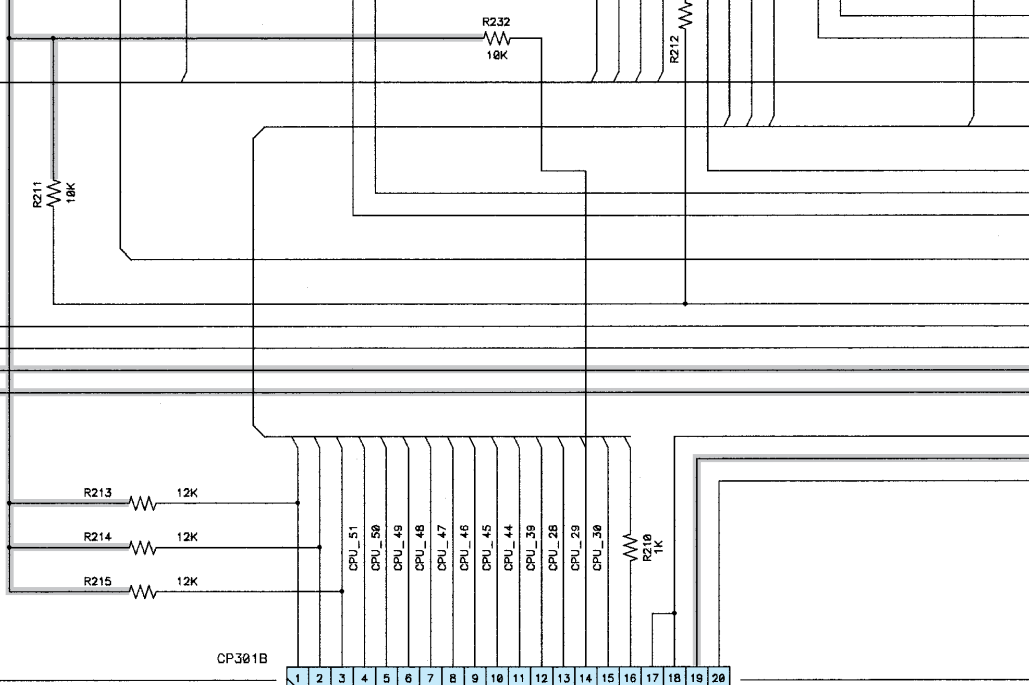 R232
10K
R212
R211
10K
R213 12K
R214 12K
R215 12K
CPU_51
CPU_50
CPU_49
CPU_48
CPU_47
CPU_46
CPU_45
CPU_44
CPU_39
CPU_28
CPU_29
CPU_30
R210
1K
CP301B
1 2 3 4 5 6 7 8 9 10 11 12 13 14 15 16 17 18 19 20